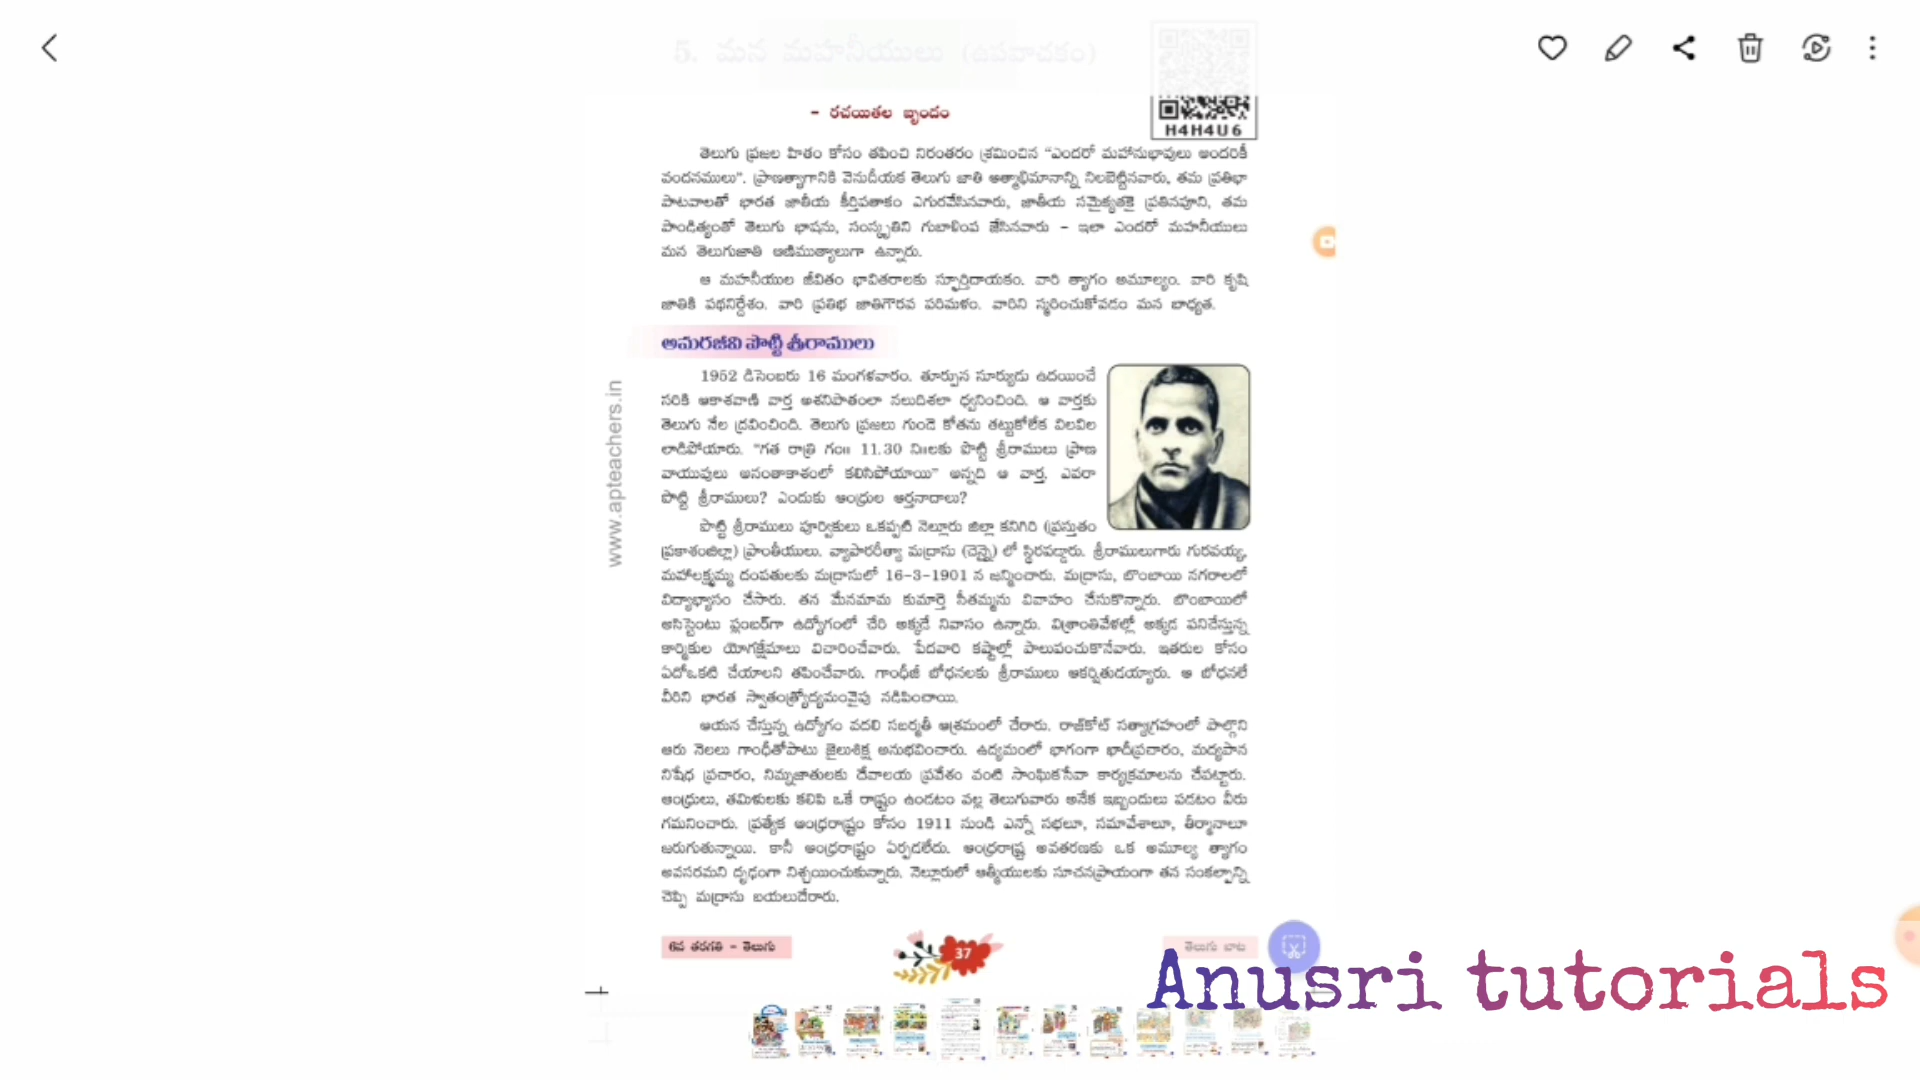 5. మన మహనీయులు (ఉపవాచకం)
- రచయితల బృందం
H4H4U6
తెలుగు ప్రజల హితం కోసం తపించి నిరంతరం శ్రమించిన “ఎందరో మహానుభావులు అందరికీ
వందనములు”. ప్రాణత్యాగానికి వెనుదీయక తెలుగు జాతి ఆత్మాభిమానాన్ని నిలబెట్టినవారు, తమ ప్రతిభా
పాటవాలతో భారత జాతీయ కీర్తిపతాకం ఎగురవేసినవారు, జాతీయ సమైక్యతకై ప్రతినపూని, తమ
పాండిత్యంతో తెలుగు భాషను, సంస్కృతిని గుబాళింప జేసినవారు - ఇలా ఎందరో మహనీయులు
మన తెలుగుజాతి ఆణిముత్యాలుగా ఉన్నారు.
ఆ మహనీయుల జీవితం భావితరాలకు స్ఫూర్తిదాయకం. వారి త్యాగం అమూల్యం. వారి కృషి
జాతికి పథనిర్దేశం. వారి ప్రతిభ జాతిగౌరవ పరిమళం. వారిని స్మరించుకోవడం మన బాధ్యత.
అమరజీవి పొట్టి శ్రీరాములు
1952 డిసెంబరు 16 మంగళవారం. తూర్పున సూర్యుడు ఉదయించే
సరికి ఆకాశవాణి వార్త అశనిపాతంలా నలుదిశలా ధ్వనించింది. ఆ వార్తకు
తెలుగు నేల ద్రవించింది. తెలుగు ప్రజలు గుండె కోతను తట్టుకోలేక విలవిల
లాడిపోయారు. “గత రాత్రి గం॥ 11.30 ని॥లకు పొట్టి శ్రీరాములు ప్రాణ
వాయువులు అనంతాకాశంలో కలిసిపోయాయి” అన్నది ఆ వార్త. ఎవరా
పొట్టి శ్రీరాములు? ఎందుకు ఆంధ్రుల ఆర్తనాదాలు?
పొట్టి శ్రీరాములు పూర్వికులు ఒకప్పటి నెల్లూరు జిల్లా కనిగిరి (ప్రస్తుతం
ప్రకాశంజిల్లా) ప్రాంతీయులు. వ్యాపారరీత్యా మద్రాసు (చెన్నై) లో స్థిరపడ్డారు. శ్రీరాములుగారు గురవయ్య,
మహాలక్ష్మమ్మ దంపతులకు మద్రాసులో 16-3-1901 న జన్మించారు. మద్రాసు, బొంబాయి నగరాలలో
విద్యాభ్యాసం చేసారు. తన మేనమామ కుమార్తె సీతమ్మను వివాహం చేసుకొన్నారు. బొంబాయిలో
అసిస్టెంటు ప్లంబర్‌గా ఉద్యోగంలో చేరి అక్కడే నివాసం ఉన్నారు. విశ్రాంతివేళల్లో అక్కడ పనిచేస్తున్న
కార్మికుల యోగక్షేమాలు విచారించేవారు. పేదవారి కష్టాల్లో పాలుపంచుకొనేవారు. ఇతరుల కోసం
ఏదోఒకటి చేయాలని తపించేవారు. గాంధీజీ బోధనలకు శ్రీరాములు ఆకర్షితుడయ్యారు. ఆ బోధనలే
వీరిని భారత స్వాతంత్ర్యోద్యమంవైపు నడిపించాయి.
ఆయన చేస్తున్న ఉద్యోగం వదలి సబర్మతీ ఆశ్రమంలో చేరారు. రాజ్‌కోట్ సత్యాగ్రహంలో పాల్గొని
ఆరు నెలలు గాంధీతోపాటు జైలుశిక్ష అనుభవించారు. ఉద్యమంలో భాగంగా ఖాదీప్రచారం, మద్యపాన
నిషేధ ప్రచారం, నిమ్నజాతులకు దేవాలయ ప్రవేశం వంటి సాంఘికసేవా కార్యక్రమాలను చేపట్టారు.
ఆంధ్రులు, తమిళులకు కలిపి ఒకే రాష్ట్రం ఉండటం వల్ల తెలుగువారు అనేక ఇబ్బందులు పడటం వీరు
గమనించారు. ప్రత్యేక ఆంధ్రరాష్ట్రం కోసం 1911 నుండి ఎన్నో సభలూ, సమావేశాలూ, తీర్మానాలూ
జరుగుతున్నాయి. కానీ ఆంధ్రరాష్ట్రం ఏర్పడలేదు. ఆంధ్రరాష్ట్ర అవతరణకు ఒక అమూల్య త్యాగం
అవసరమని దృఢంగా నిశ్చయించుకున్నారు. నెల్లూరులో ఆత్మీయులకు సూచనప్రాయంగా తన సంకల్పాన్ని
చెప్పి మద్రాసు బయలుదేరారు.
www.apteachers.in
6వ తరగతి - తెలుగు
37
తెలుగు బాట
Anusri tutorials